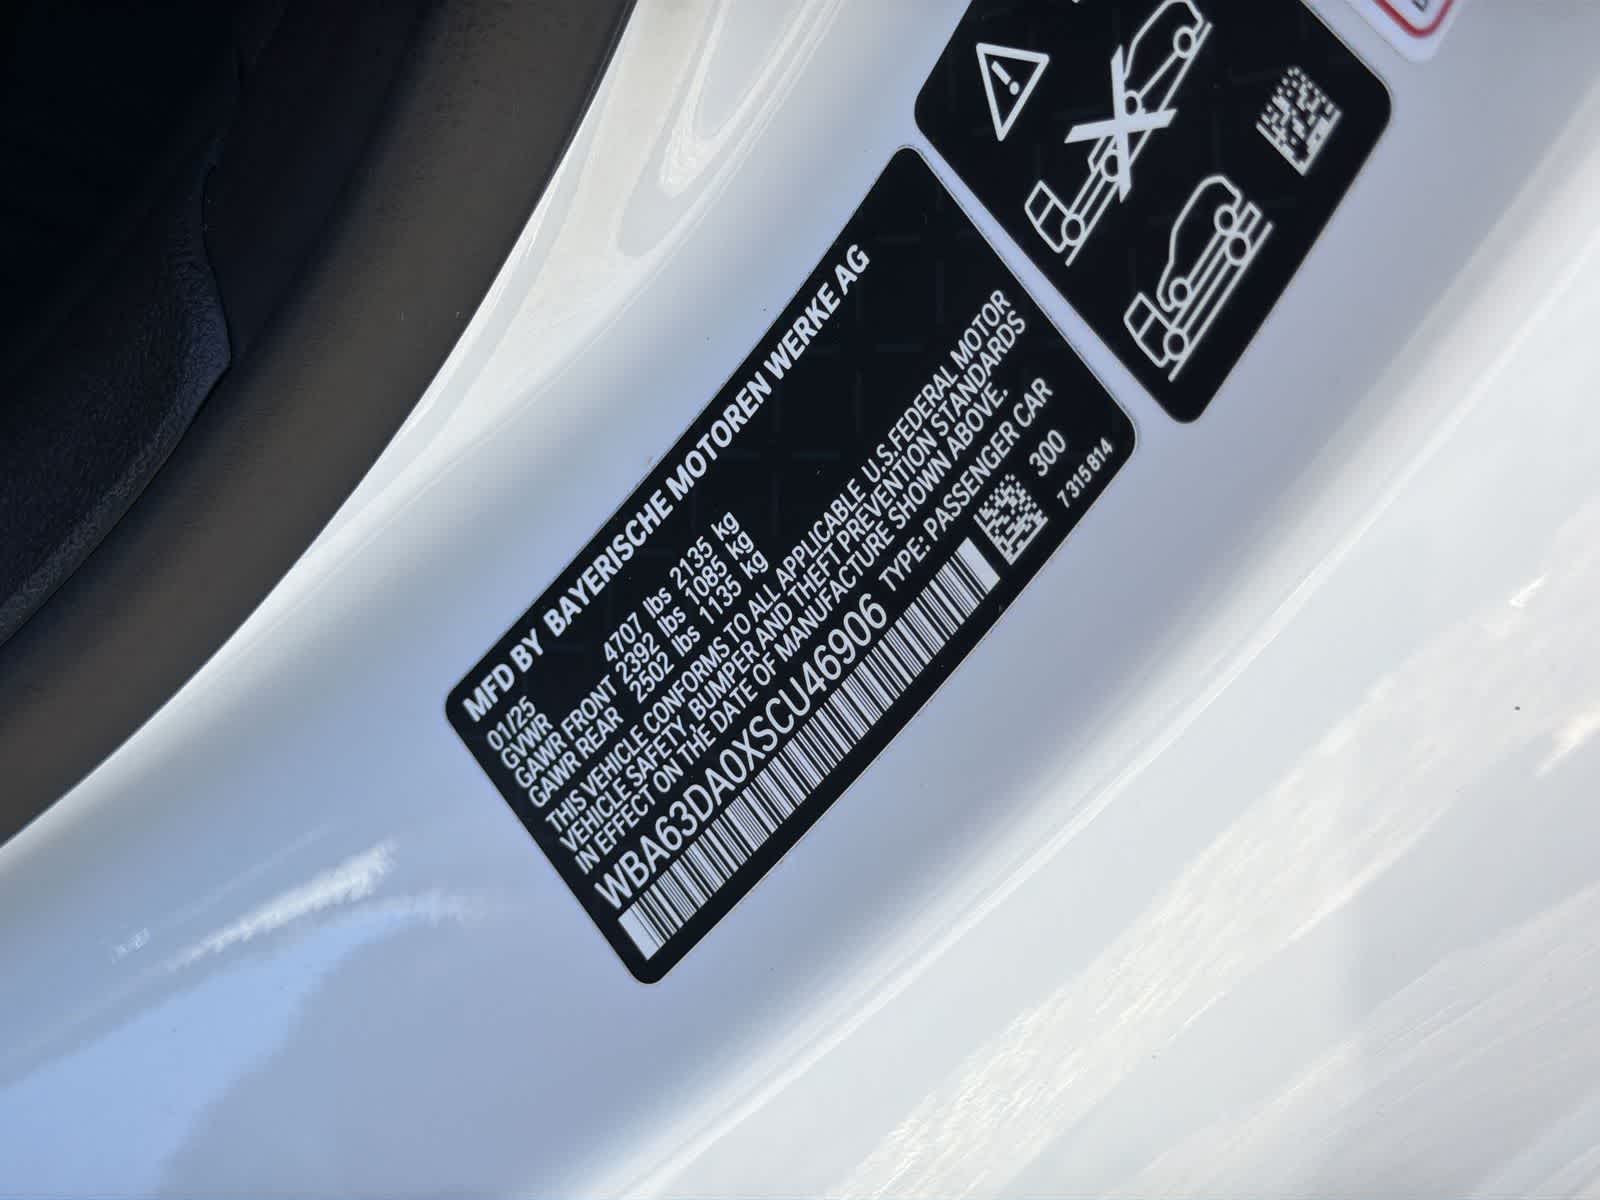 MFD BY BAYERISCHE MOTOREN WERKE AG
01/25
GVWR 4707 lbs 2135 kg
GAWR FRONT 2392 lbs 1085 kg
GAWR REAR 2502 lbs 1135 kg
THIS VEHICLE CONFORMS TO ALL APPLICABLE U.S.FEDERAL MOTOR
VEHICLE SAFETY, BUMPER AND THEFT PREVENTION STANDARDS
IN EFFECT ON THE DATE OF MANUFACTURE SHOWN ABOVE.
WBA63DA0XSCU46906 TYPE: PASSENGER CAR
300
7 315 814